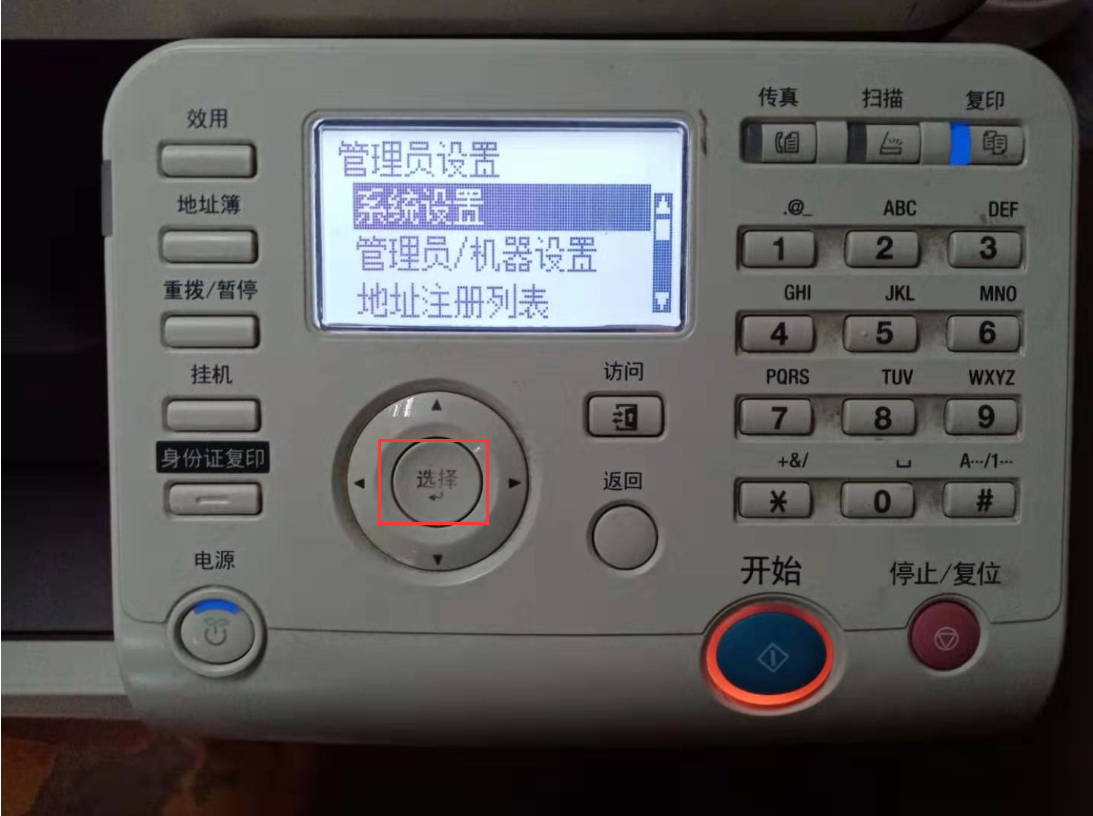 效用
地址簿
重拨/暂停
挂机
身份证复印
电源
管理员设置
系统设置
管理员/机器设置
地址注册列表
选择
访问
返回
传真 扫描 复印
.@_ ABC DEF
1 2 3
GHI JKL MNO
4 5 6
PQRS TUV WXYZ
7 8 9
+&/ ␣ A···/1···
* 0 #
开始
停止/复位